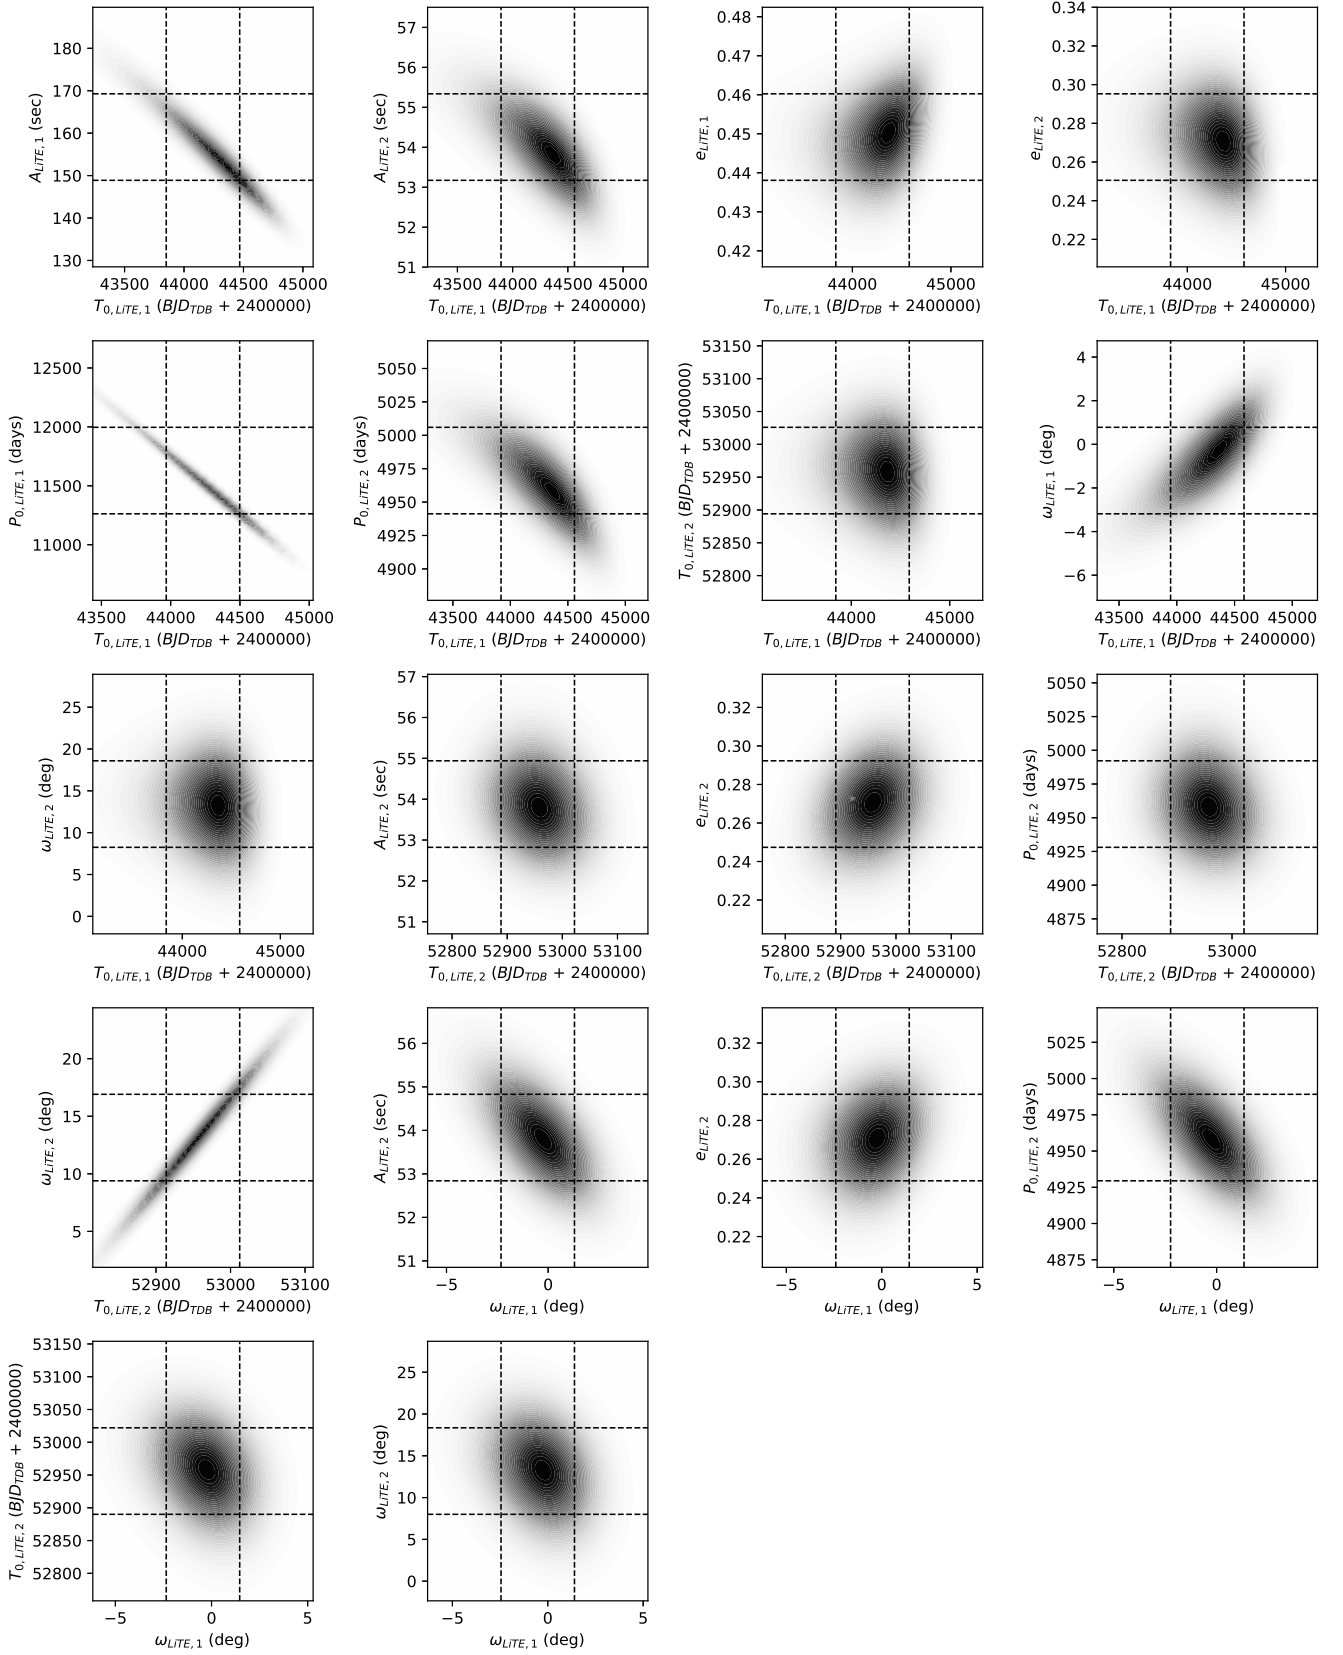 180
170
160
150
140
130
A_{LiTE, 1} (sec)
43500 44000 44500 45000
T_{0, LiTE, 1} (BJD_{TDB} + 2400000)
57
56
55
54
53
52
51
A_{LiTE, 2} (sec)
43500 44000 44500 45000
T_{0, LiTE, 1} (BJD_{TDB} + 2400000)
0.48
0.47
0.46
0.45
0.44
0.43
0.42
e_{LiTE, 1}
44000 45000
T_{0, LiTE, 1} (BJD_{TDB} + 2400000)
0.34
0.32
0.30
0.28
0.26
0.24
0.22
e_{LiTE, 2}
44000 45000
T_{0, LiTE, 1} (BJD_{TDB} + 2400000)
12500
12000
11500
11000
P_{0, LiTE, 1} (days)
43500 44000 44500 45000
T_{0, LiTE, 1} (BJD_{TDB} + 2400000)
5050
5025
5000
4975
4950
4925
4900
P_{0, LiTE, 2} (days)
43500 44000 44500 45000
T_{0, LiTE, 1} (BJD_{TDB} + 2400000)
53150
53100
53050
53000
52950
52900
52850
52800
T_{0, LiTE, 2} (BJD_{TDB} + 2400000)
44000 45000
T_{0, LiTE, 1} (BJD_{TDB} + 2400000)
4
2
0
−2
−4
−6
ω_{LiTE, 1} (deg)
43500 44000 44500 45000
T_{0, LiTE, 1} (BJD_{TDB} + 2400000)
25
20
15
10
5
0
ω_{LiTE, 2} (deg)
44000 45000
T_{0, LiTE, 1} (BJD_{TDB} + 2400000)
57
56
55
54
53
52
51
A_{LiTE, 2} (sec)
52800 52900 53000 53100
T_{0, LiTE, 2} (BJD_{TDB} + 2400000)
0.32
0.30
0.28
0.26
0.24
0.22
e_{LiTE, 2}
52800 52900 53000 53100
T_{0, LiTE, 2} (BJD_{TDB} + 2400000)
5050
5025
5000
4975
4950
4925
4900
4875
P_{0, LiTE, 2} (days)
52800 53000
T_{0, LiTE, 2} (BJD_{TDB} + 2400000)
20
15
10
5
ω_{LiTE, 2} (deg)
52900 53000 53100
T_{0, LiTE, 2} (BJD_{TDB} + 2400000)
56
55
54
53
52
51
A_{LiTE, 2} (sec)
−5 0
ω_{LiTE, 1} (deg)
0.32
0.30
0.28
0.26
0.24
0.22
e_{LiTE, 2}
−5 0 5
ω_{LiTE, 1} (deg)
5025
5000
4975
4950
4925
4900
4875
P_{0, LiTE, 2} (days)
−5 0
ω_{LiTE, 1} (deg)
53150
53100
53050
53000
52950
52900
52850
52800
T_{0, LiTE, 2} (BJD_{TDB} + 2400000)
−5 0 5
ω_{LiTE, 1} (deg)
25
20
15
10
5
0
ω_{LiTE, 2} (deg)
−5 0 5
ω_{LiTE, 1} (deg)